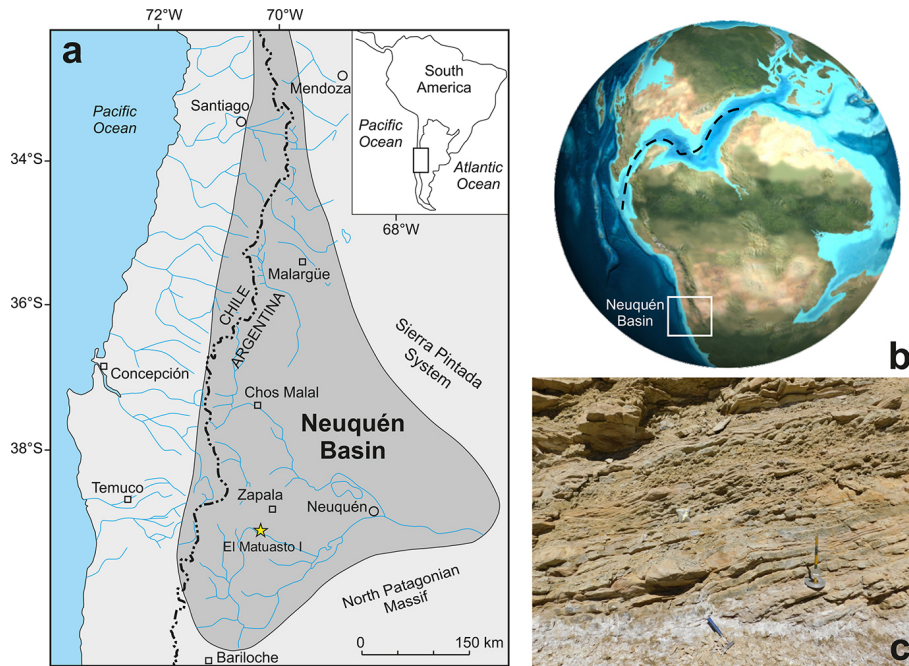 72°W
70°W
a
Pacific
Ocean
Santiago
Mendoza
South
America
Pacific
Ocean
Atlantic
Ocean
34°S
68°W
Malargüe
36°S
CHILE
ARGENTINA
Sierra Pintada
System
Concepción
Chos Malal
Neuquén
Basin
38°S
Temuco
Zapala
Neuquén
El Matuasto I
North Patagonian
Massif
0
150 km
Bariloche
Neuquén
Basin
b
c